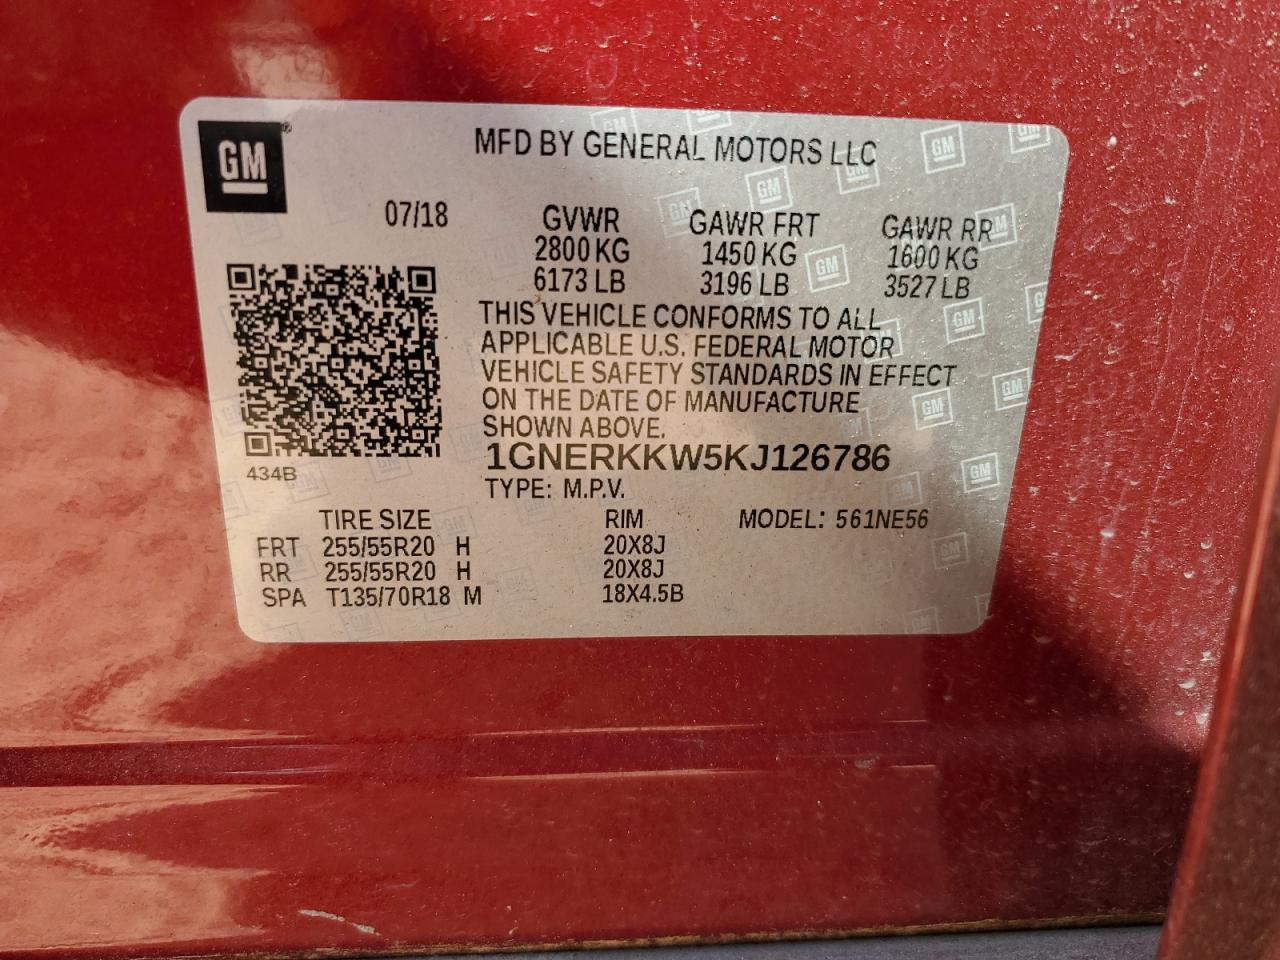 GM
MFD BY GENERAL MOTORS LLC
07/18 GVWR GAWR FRT GAWR RR
2800 KG 1450 KG 1600 KG
6173 LB 3196 LB 3527 LB
THIS VEHICLE CONFORMS TO ALL
APPLICABLE U.S. FEDERAL MOTOR
VEHICLE SAFETY STANDARDS IN EFFECT
ON THE DATE OF MANUFACTURE
SHOWN ABOVE.
434B
1GNERKKW5KJ126786
TYPE: M.P.V.
TIRE SIZE RIM MODEL: 561NE56
FRT 255/55R20 H 20X8J
RR 255/55R20 H 20X8J
SPA T135/70R18 M 18X4.5B